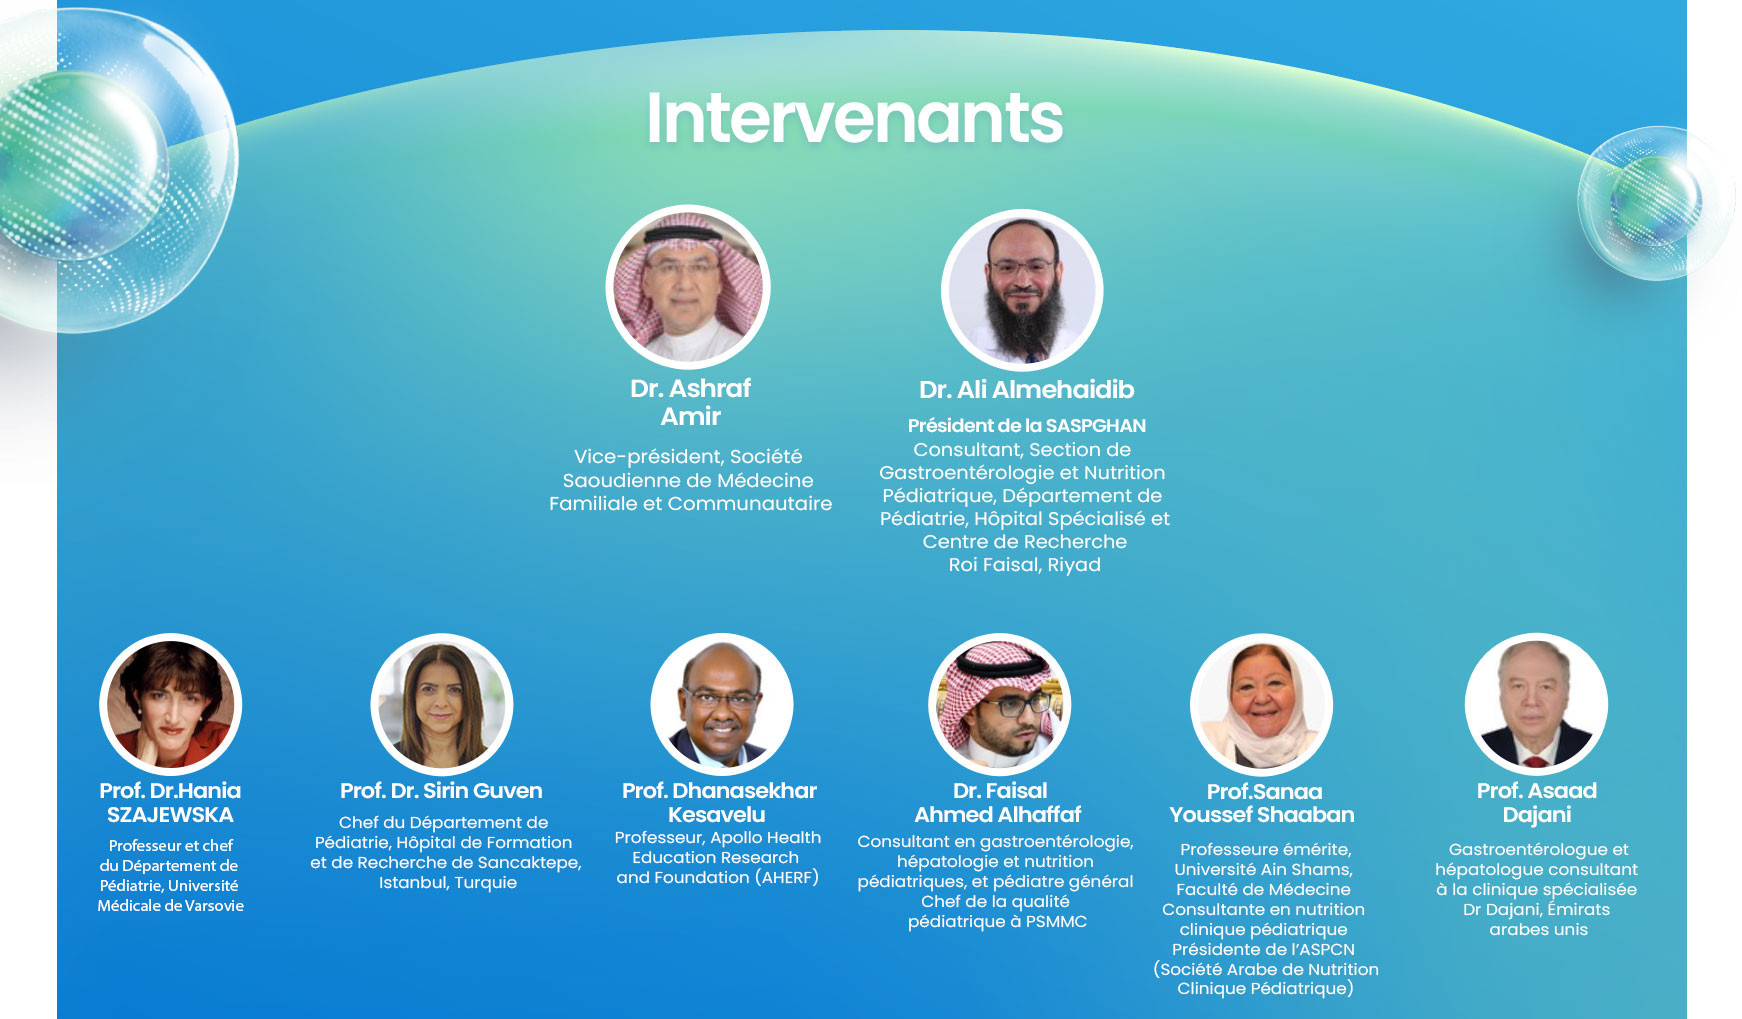 Intervenants
Dr. Ashraf
Amir
Vice-président, Société
Saoudienne de Médecine
Familiale et Communautaire
Dr. Ali Almehaidib
Président de la SASPGHAN
Consultant, Section de
Gastroentérologie et Nutrition
Pédiatrique, Département de
Pédiatrie, Hôpital Spécialisé et
Centre de Recherche
Roi Faisal, Riyad
Prof. Dr.Hania
SZAJEWSKA
Professeur et chef
du Département de
Pédiatrie, Université
Médicale de Varsovie
Prof. Dr. Sirin Guven
Chef du Département de
Pédiatrie, Hôpital de Formation
et de Recherche de Sancaktepe,
Istanbul, Turquie
Prof. Dhanasekhar
Kesavelu
Professeur, Apollo Health
Education Research
and Foundation (AHERF)
Dr. Faisal
Ahmed Alhaffaf
Consultant en gastroentérologie,
hépatologie et nutrition
pédiatriques, et pédiatre général
Chef de la qualité
pédiatrique à PSMMC
Prof.Sanaa
Youssef Shaaban
Professeure émérite,
Université Ain Shams,
Faculté de Médecine
Consultante en nutrition
clinique pédiatrique
Présidente de l’ASPCN
(Société Arabe de Nutrition
Clinique Pédiatrique)
Prof. Asaad
Dajani
Gastroentérologue et
hépatologue consultant
à la clinique spécialisée
Dr Dajani, Émirats
arabes unis